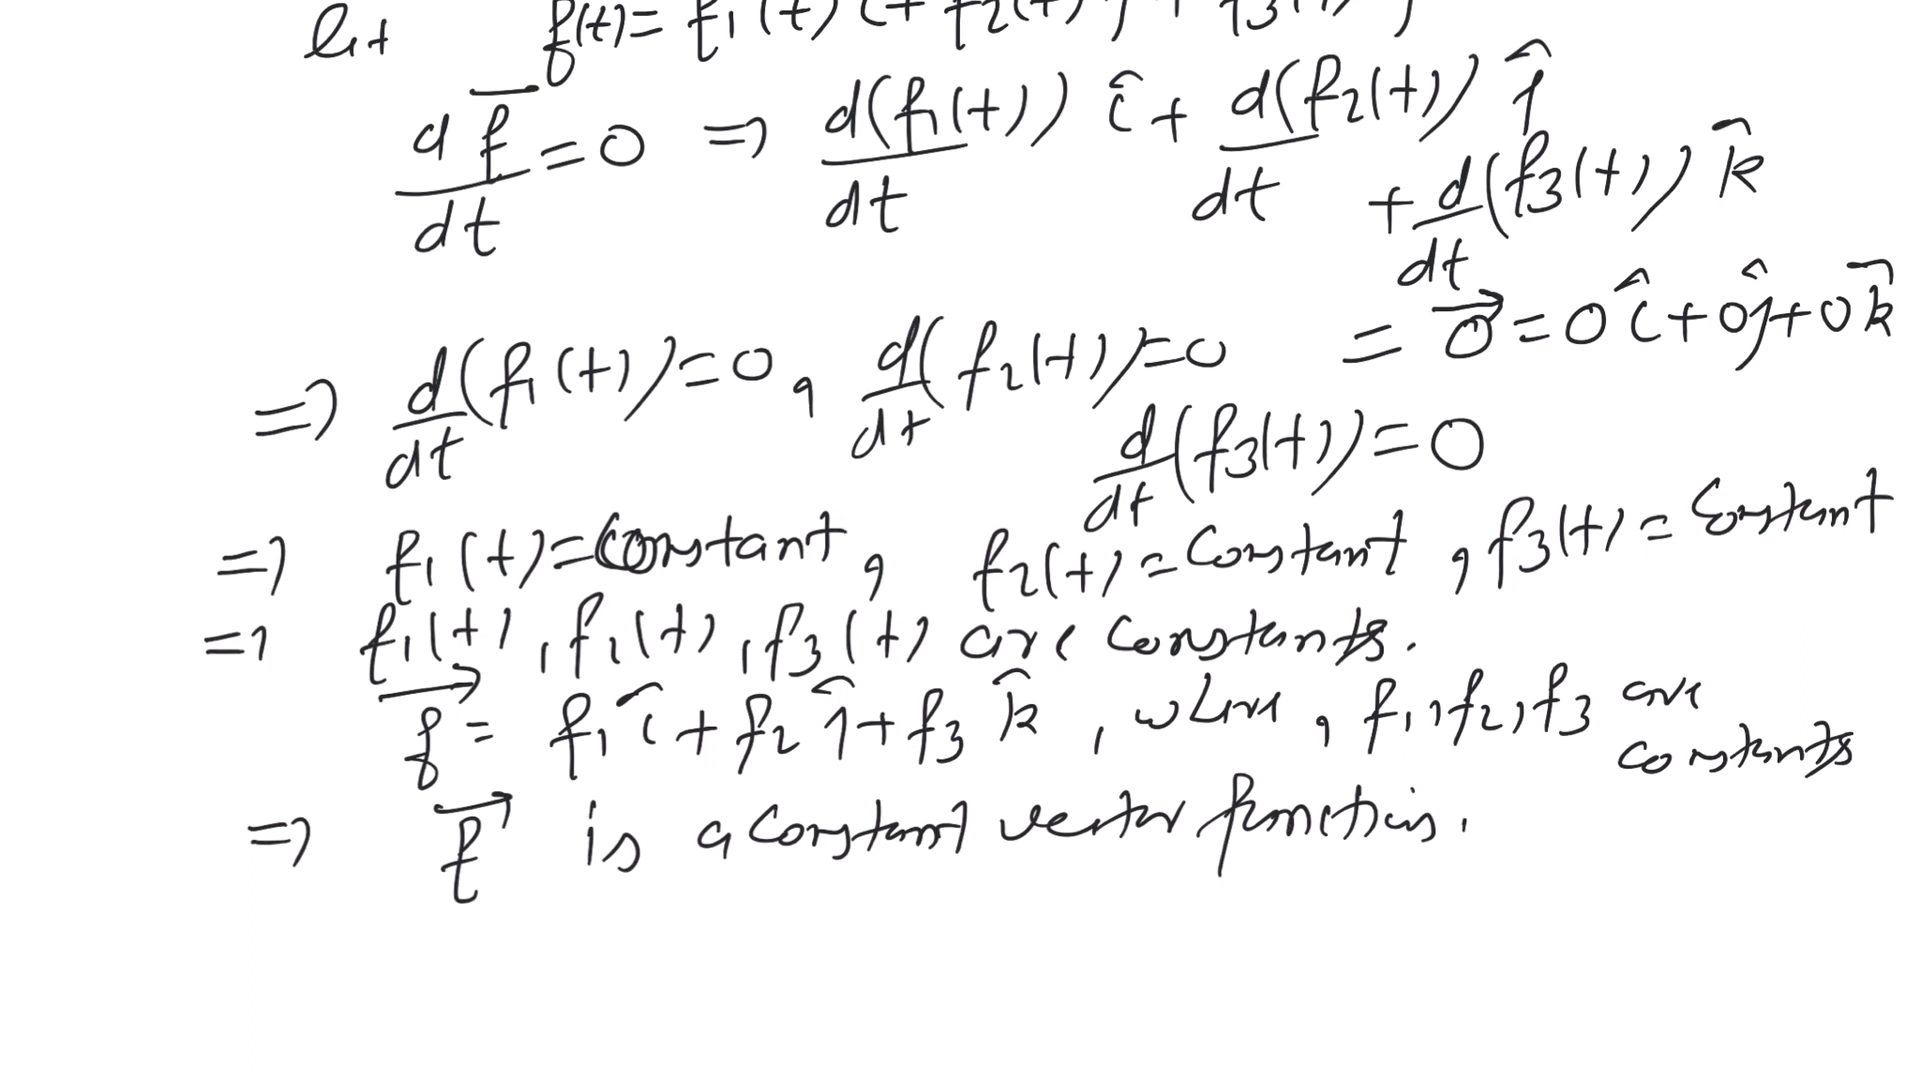 let f(t) = f1(t) i + f2(t) j + f3(t)
df/dt = 0 => d(f1(t))/dt î + d(f2(t))/dt ĵ
+ d/dt (f3(t)) k̂
= 0⃗ = 0î + 0ĵ + 0k̂
=> d/dt (f1(t)) = 0, d/dt (f2(t)) = 0
d/dt (f3(t)) = 0
=> f1(t) = constant, f2(t) = constant, f3(t) = constant
=> f1(t), f2(t), f3(t) are constants.
f⃗ = f1 î + f2 ĵ + f3 k̂, where, f1, f2, f3 are
constants
=> f⃗ is a constant vector function.